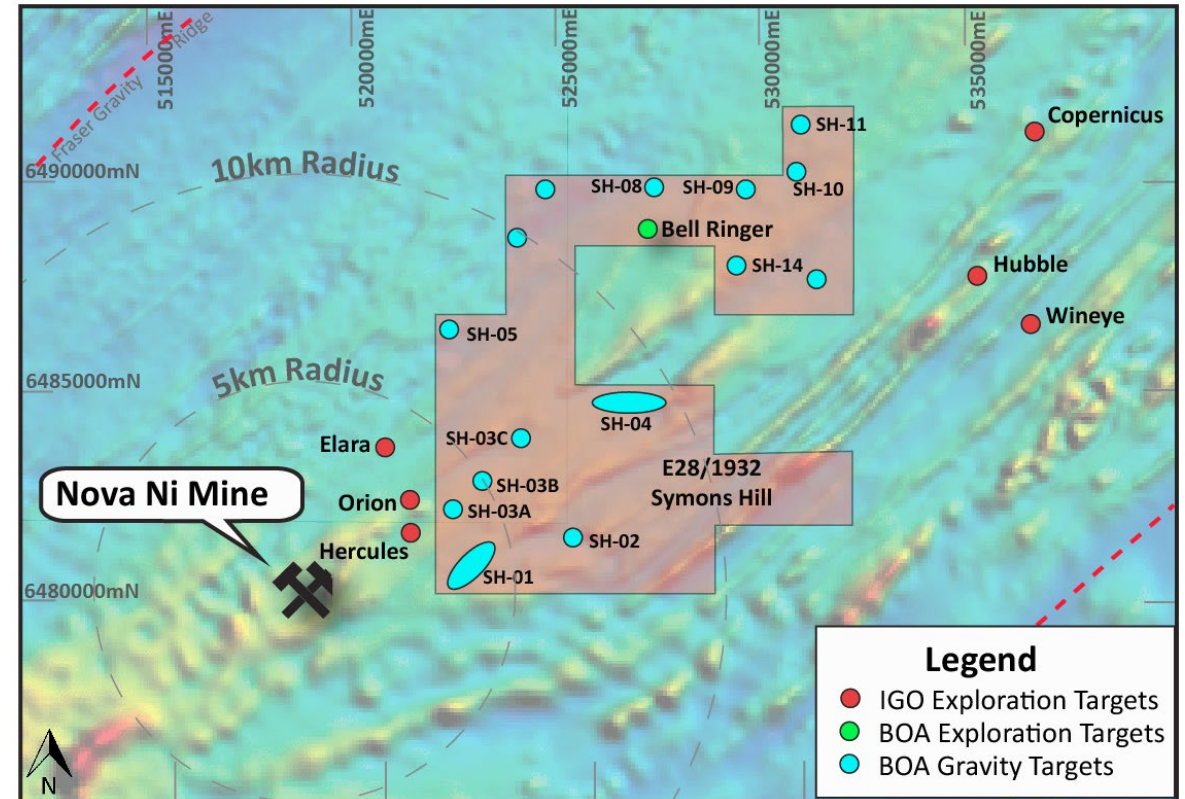 515000mE
520000mE
525000mE
530000mE
535000mE
Fraser Gravity Ridge
6490000mN
6485000mN
6480000mN
10km Radius
5km Radius
SH-11
Copernicus
SH-08
SH-09
SH-10
Bell Ringer
SH-14
Hubble
Wineye
SH-05
SH-04
SH-03C
Elara
E28/1932
Symons Hill
SH-03B
Orion
SH-03A
Nova Ni Mine
Hercules
SH-02
SH-01
Legend
IGO Exploration Targets
BOA Exploration Targets
BOA Gravity Targets
N